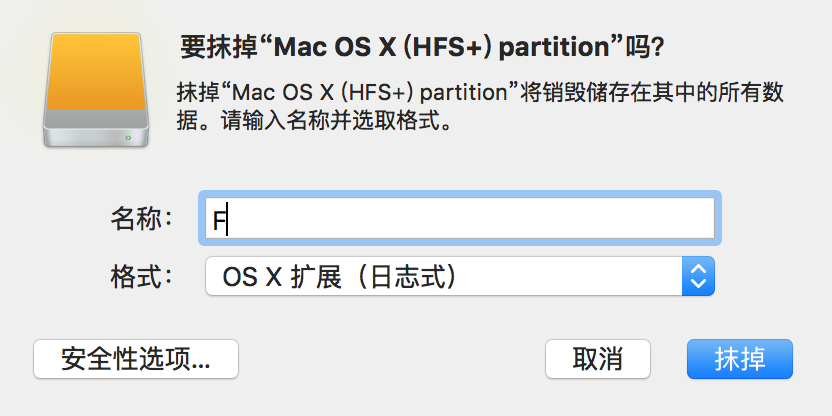 要抹掉“Mac OS X (HFS+) partition”吗？
抹掉“Mac OS X (HFS+) partition”将销毁储存在其中的所有数
据。请输入名称并选取格式。
名称：F
格式：OS X 扩展（日志式）
安全性选项... 取消 抹掉